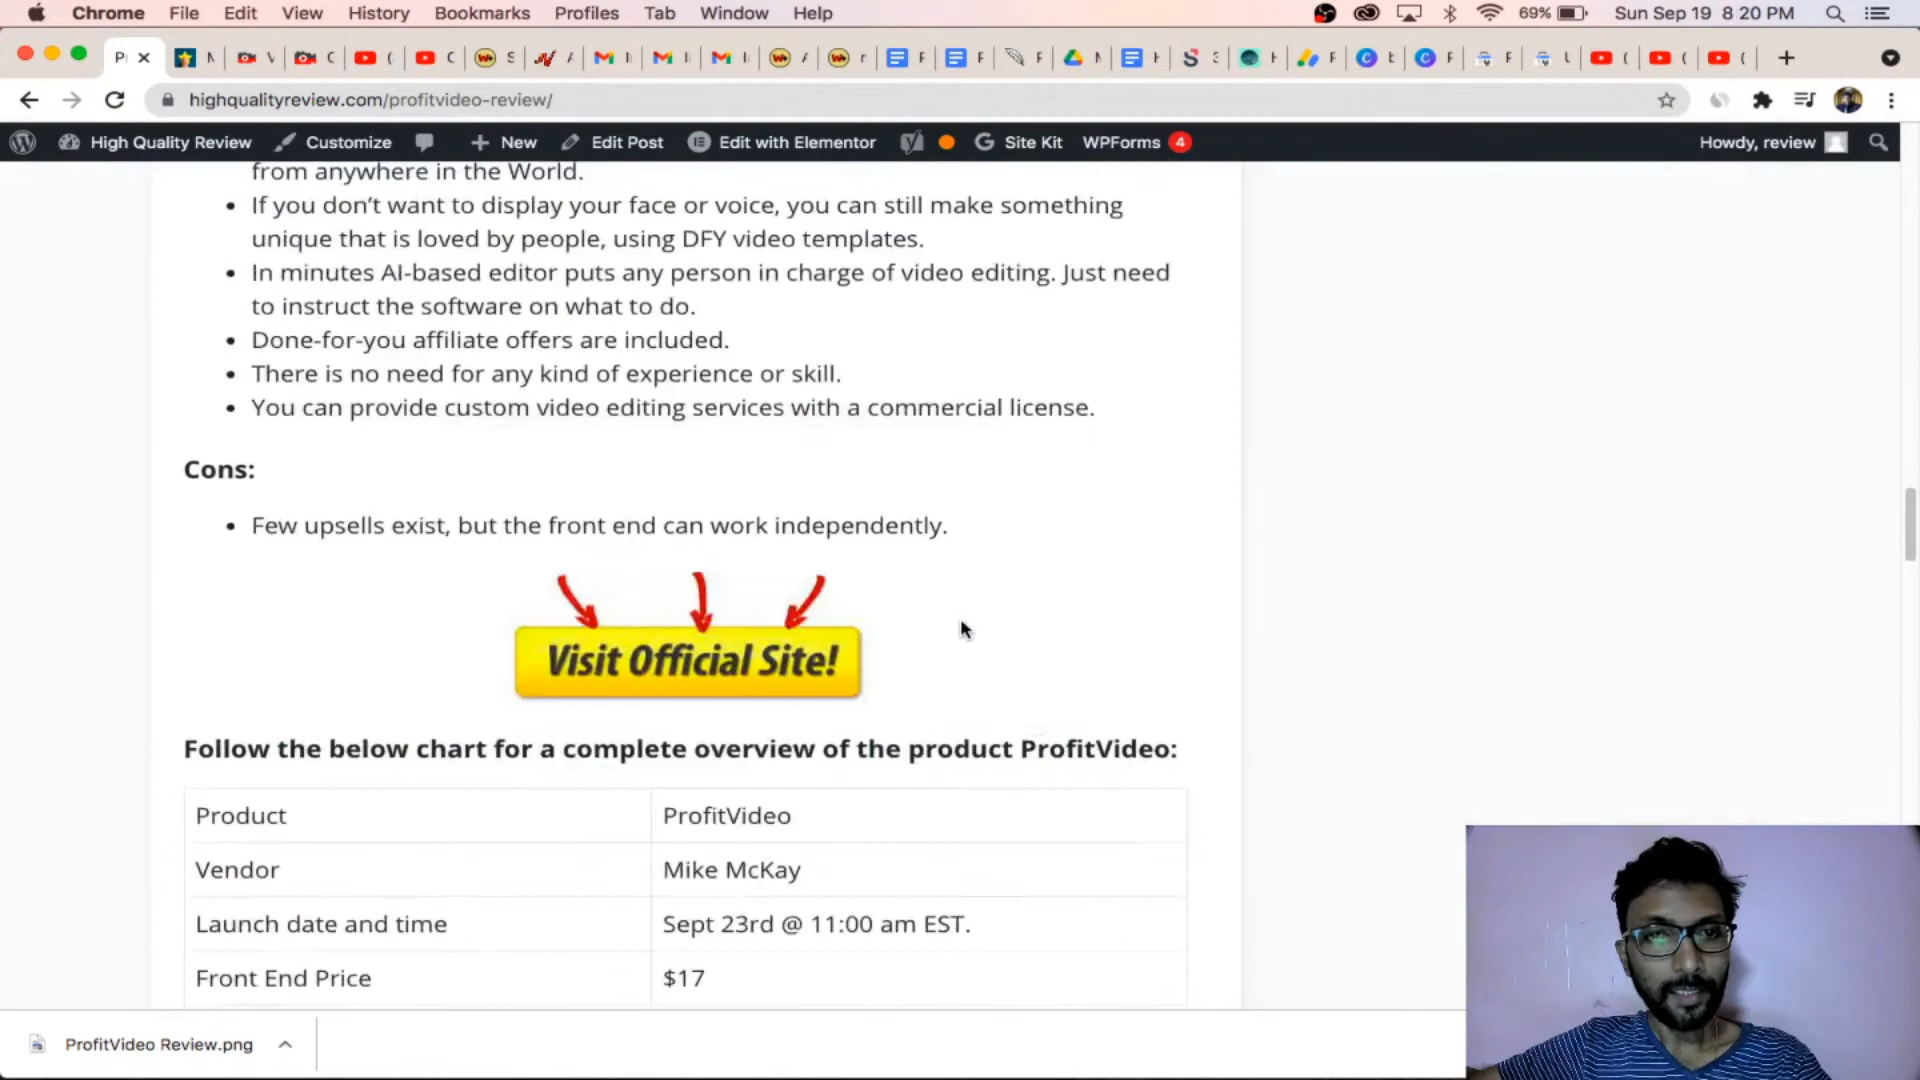 Chrome File Edit View History Bookmarks Profiles Tab Window Help 69% Sun Sep 19 8:20 PM
highqualityreview.com/profitvideo-review/
High Quality Review Customize New Edit Post Edit with Elementor Site Kit WPForms 4 Howdy, review
from anywhere in the World.
• If you don’t want to display your face or voice, you can still make something
unique that is loved by people, using DFY video templates.
• In minutes AI-based editor puts any person in charge of video editing. Just need
to instruct the software on what to do.
• Done-for-you affiliate offers are included.
• There is no need for any kind of experience or skill.
• You can provide custom video editing services with a commercial license.
Cons:
• Few upsells exist, but the front end can work independently.
Visit Official Site!
Follow the below chart for a complete overview of the product ProfitVideo:
Product ProfitVideo
Vendor Mike McKay
Launch date and time Sept 23rd @ 11:00 am EST.
Front End Price $17
ProfitVideo Review.png